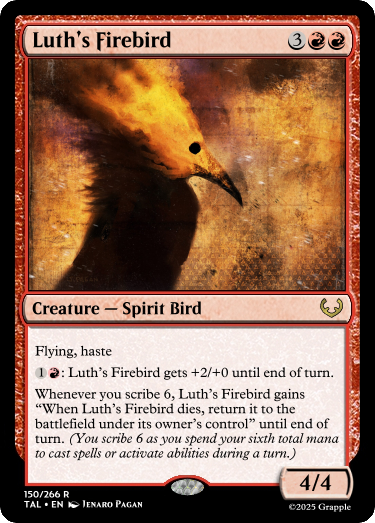 Luth's Firebird 3
Creature — Spirit Bird
Flying, haste
1 : Luth's Firebird gets +2/+0 until end of turn.
Whenever you scribe 6, Luth's Firebird gains
“When Luth's Firebird dies, return it to the
battlefield under its owner's control” until end of
turn. (You scribe 6 as you spend your sixth total mana
to cast spells or activate abilities during a turn.)
4/4
150/266 R
TAL • EN Jenaro Pagan
©2025 Grapple